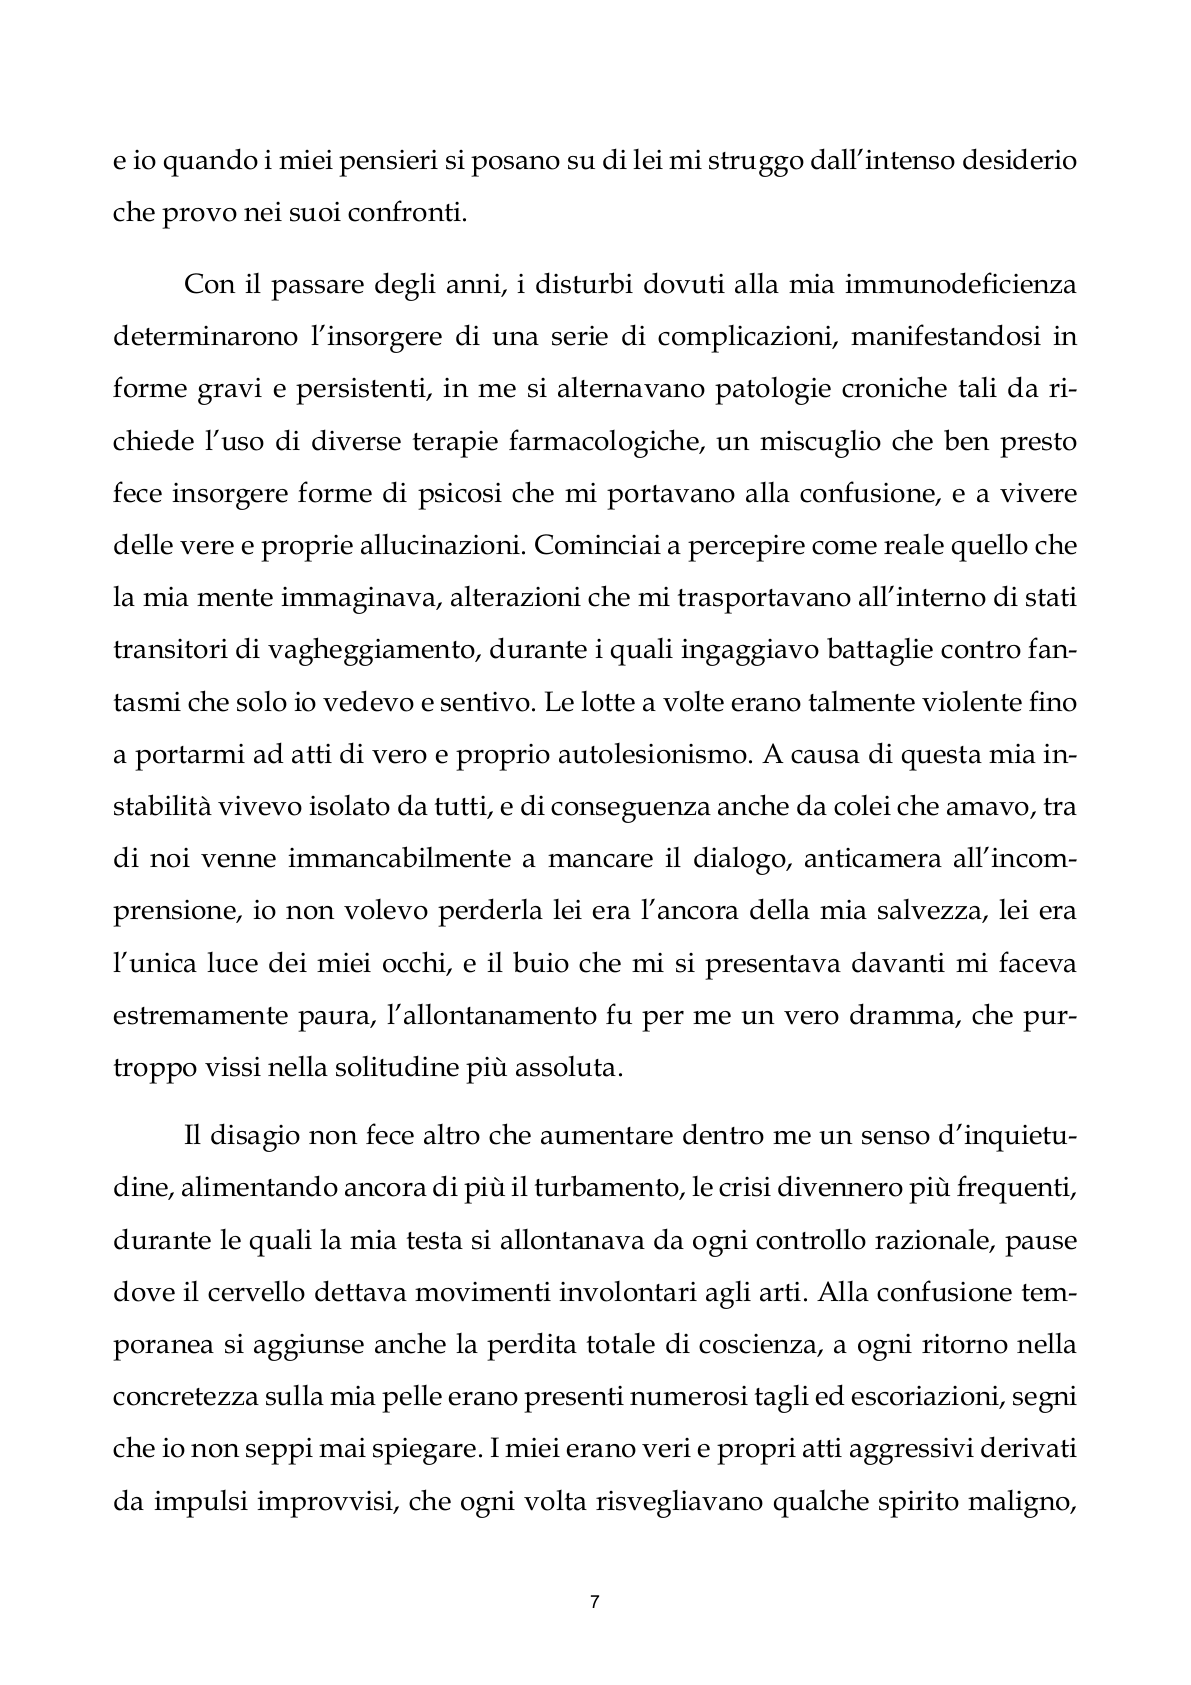 e io quando i miei pensieri si posano su di lei mi struggo dall’intenso desiderio
che provo nei suoi confronti.
Con il passare degli anni, i disturbi dovuti alla mia immunodeficienza
determinarono l’insorgere di una serie di complicazioni, manifestandosi in
forme gravi e persistenti, in me si alternavano patologie croniche tali da ri-
chiede l’uso di diverse terapie farmacologiche, un miscuglio che ben presto
fece insorgere forme di psicosi che mi portavano alla confusione, e a vivere
delle vere e proprie allucinazioni. Cominciai a percepire come reale quello che
la mia mente immaginava, alterazioni che mi trasportavano all’interno di stati
transitori di vagheggiamento, durante i quali ingaggiavo battaglie contro fan-
tasmi che solo io vedevo e sentivo. Le lotte a volte erano talmente violente fino
a portarmi ad atti di vero e proprio autolesionismo. A causa di questa mia in-
stabilità vivevo isolato da tutti, e di conseguenza anche da colei che amavo, tra
di noi venne immancabilmente a mancare il dialogo, anticamera all’incom-
prensione, io non volevo perderla lei era l’ancora della mia salvezza, lei era
l’unica luce dei miei occhi, e il buio che mi si presentava davanti mi faceva
estremamente paura, l’allontanamento fu per me un vero dramma, che pur-
troppo vissi nella solitudine più assoluta.
Il disagio non fece altro che aumentare dentro me un senso d’inquietu-
dine, alimentando ancora di più il turbamento, le crisi divennero più frequenti,
durante le quali la mia testa si allontanava da ogni controllo razionale, pause
dove il cervello dettava movimenti involontari agli arti. Alla confusione tem-
poranea si aggiunse anche la perdita totale di coscienza, a ogni ritorno nella
concretezza sulla mia pelle erano presenti numerosi tagli ed escoriazioni, segni
che io non seppi mai spiegare. I miei erano veri e propri atti aggressivi derivati
da impulsi improvvisi, che ogni volta risvegliavano qualche spirito maligno,
7